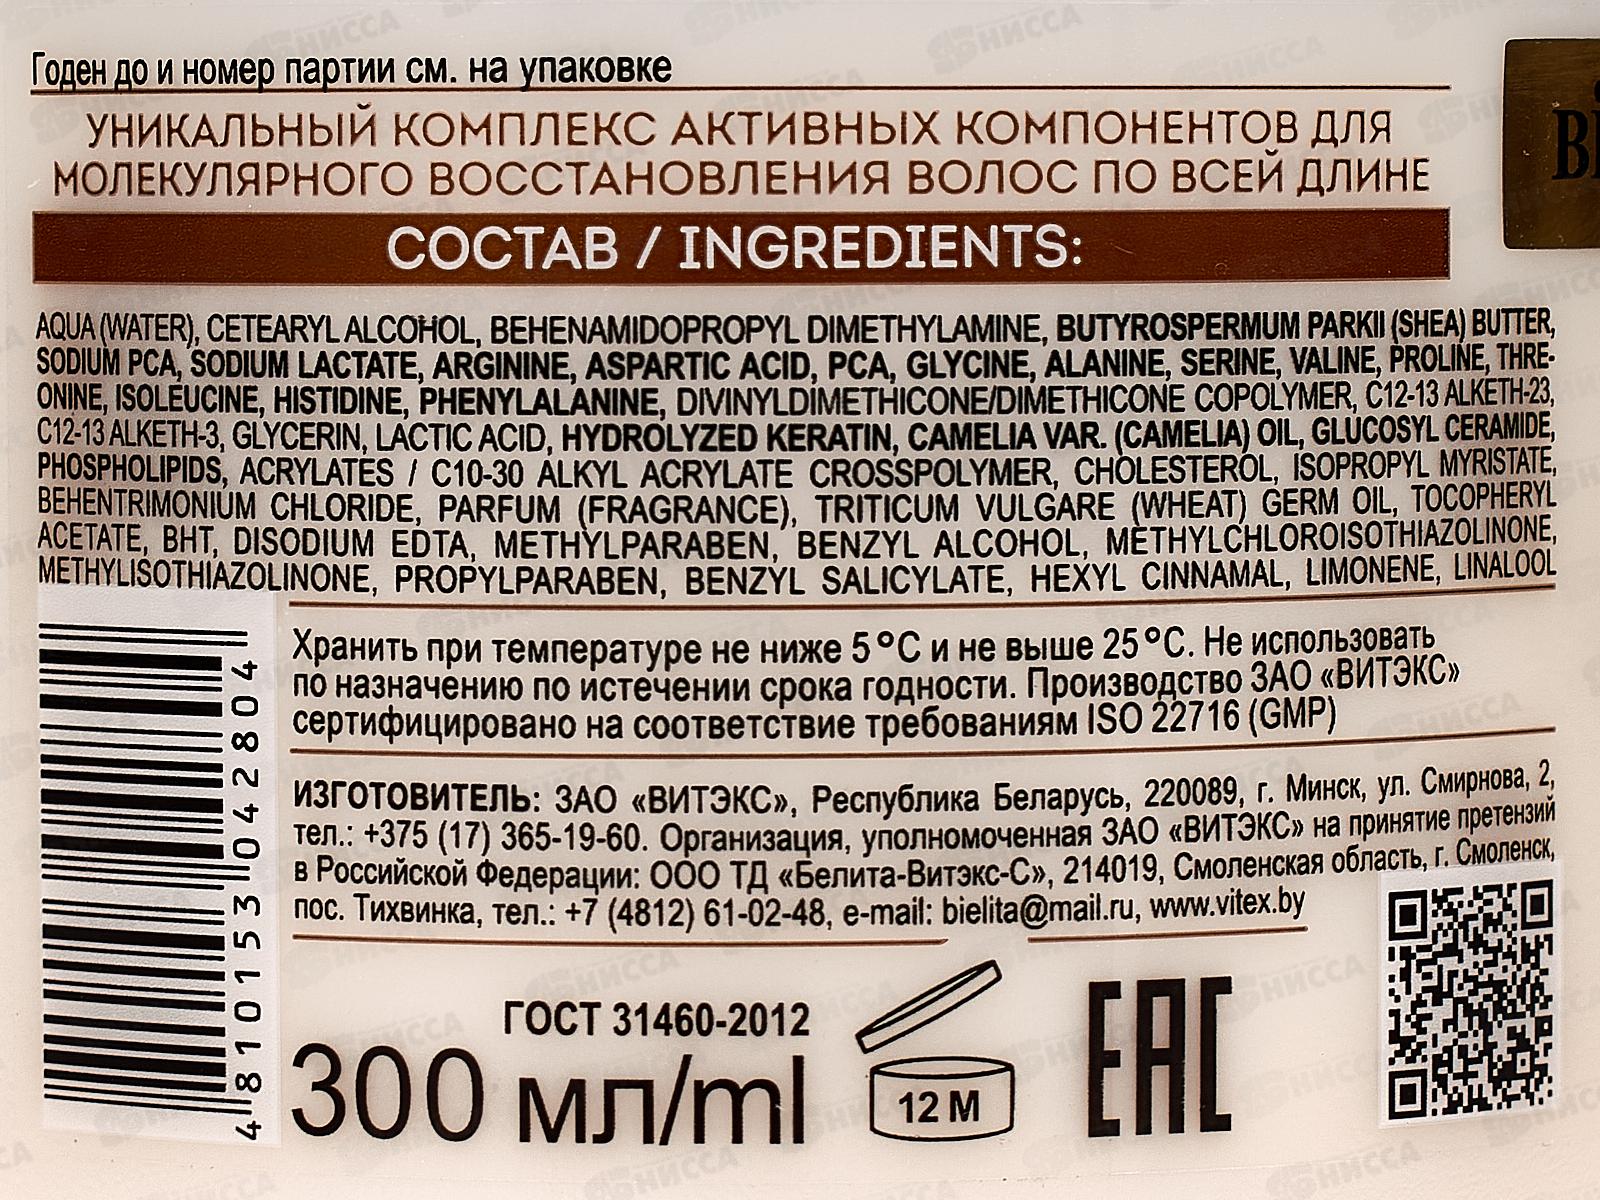 Годен до и номер партии см. на упаковке
УНИКАЛЬНЫЙ КОМПЛЕКС АКТИВНЫХ КОМПОНЕНТОВ ДЛЯ
МОЛЕКУЛЯРНОГО ВОССТАНОВЛЕНИЯ ВОЛОС ПО ВСЕЙ ДЛИНЕ
СОСТАВ / INGREDIENTS:
AQUA (WATER), CETEARYL ALCOHOL, BEHENAMIDOPROPYL DIMETHYLAMINE, BUTYROSPERMUM PARKII (SHEA) BUTTER,
SODIUM PCA, SODIUM LACTATE, ARGININE, ASPARTIC ACID, PCA, GLYCINE, ALANINE, SERINE, VALINE, PROLINE, THRE-
ONINE, ISOLEUCINE, HISTIDINE, PHENYLALANINE, DIVINYLDIMETHICONE/DIMETHICONE COPOLYMER, C12-13 ALKETH-23,
C12-13 ALKETH-3, GLYCERIN, LACTIC ACID, HYDROLYZED KERATIN, CAMELIA VAR. (CAMELIA) OIL, GLUCOSYL CERAMIDE,
PHOSPHOLIPIDS, ACRYLATES / C10-30 ALKYL ACRYLATE CROSSPOLYMER, CHOLESTEROL, ISOPROPYL MYRISTATE,
BEHENTRIMONIUM CHLORIDE, PARFUM (FRAGRANCE), TRITICUM VULGARE (WHEAT) GERM OIL, TOCOPHERYL
ACETATE, BHT, DISODIUM EDTA, METHYLPARABEN, BENZYL ALCOHOL, METHYLCHLOROISOTHIAZOLINONE,
METHYLISOTHIAZOLINONE, PROPYLPARABEN, BENZYL SALICYLATE, HEXYL CINNAMAL, LIMONENE, LINALOOL
Хранить при температуре не ниже 5°С и не выше 25°С. Не использовать
по назначению по истечении срока годности. Производство ЗАО «ВИТЭКС»
сертифицировано на соответствие требованиям ISO 22716 (GMP)
ИЗГОТОВИТЕЛЬ: ЗАО «ВИТЭКС», Республика Беларусь, 220089, г. Минск, ул. Смирнова, 2,
тел.: +375 (17) 365-19-60. Организация, уполномоченная ЗАО «ВИТЭКС» на принятие претензий
в Российской Федерации: ООО ТД «Белита-Витэкс-С», 214019, Смоленская область, г. Смоленск,
пос. Тихвинка, тел.: +7 (4812) 61-02-48, e-mail: bielita@mail.ru, www.vitex.by
4 810153 042804
ГОСТ 31460-2012
300 мл/ml
12 M
EAC
НИССА